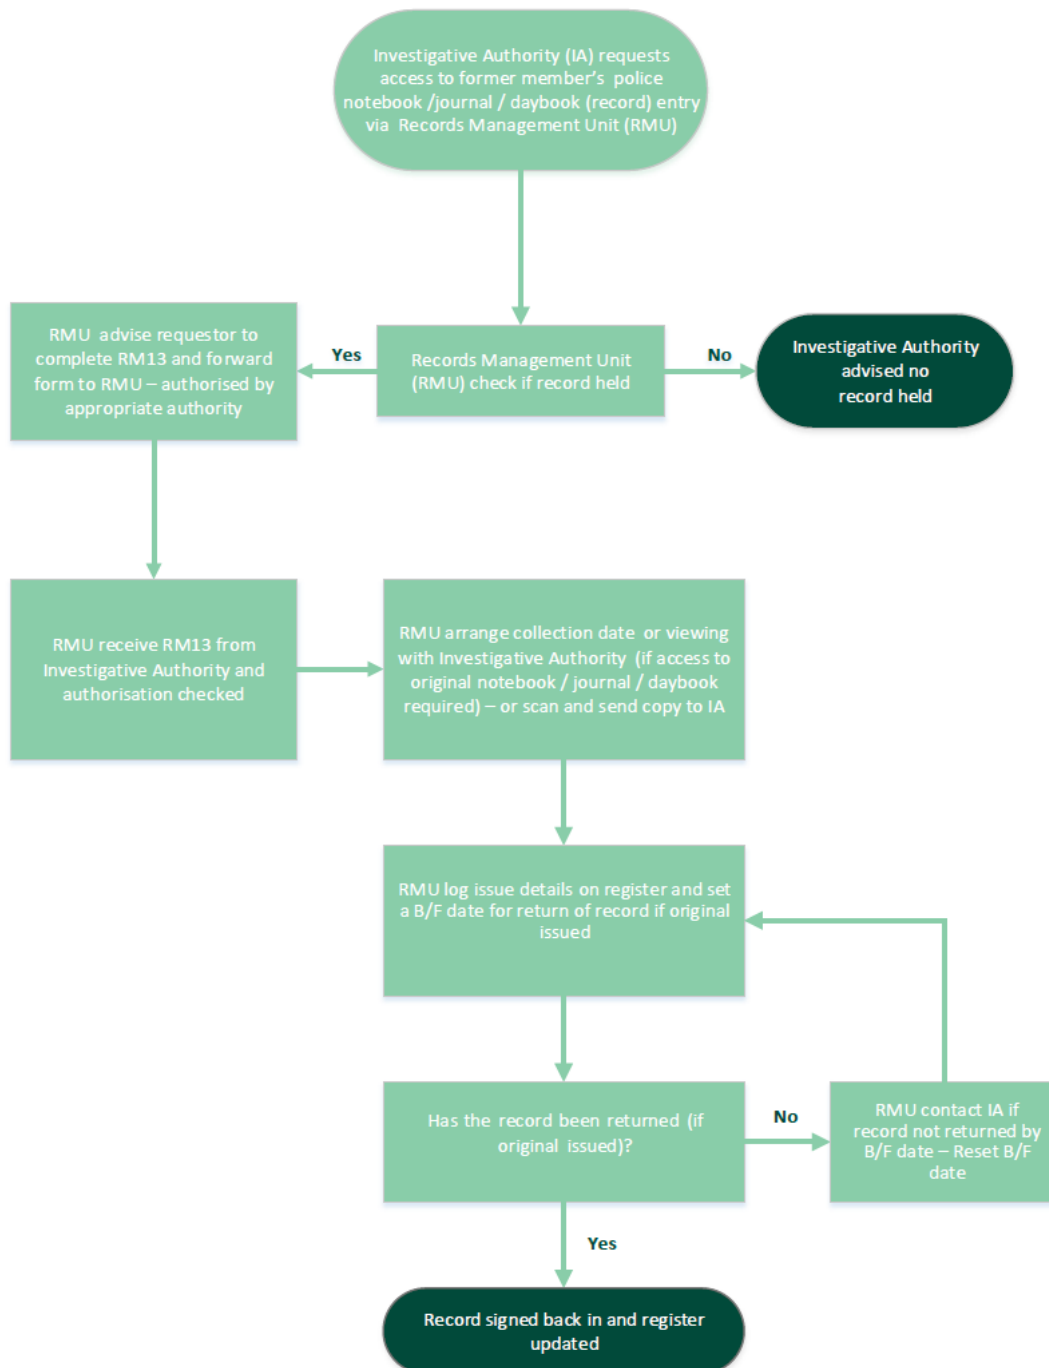 Investigative Authority (IA) requests
access to former member's police
notebook /journal / daybook (record) entry
via Records Management Unit (RMU)
RMU advise requestor to
complete RM13 and forward
form to RMU – authorised by
appropriate authority
Yes
Records Management Unit
(RMU) check if record held
No
Investigative Authority
advised no
record held
RMU receive RM13 from
Investigative Authority and
authorisation checked
RMU arrange collection date or viewing
with Investigative Authority (if access to
original notebook / journal / daybook
required) – or scan and send copy to IA
RMU log issue details on register and set
a B/F date for return of record if original
issued
Has the record been returned (if
original issued)?
No
RMU contact IA if
record not returned by
B/F date – Reset B/F
date
Yes
Record signed back in and register
updated